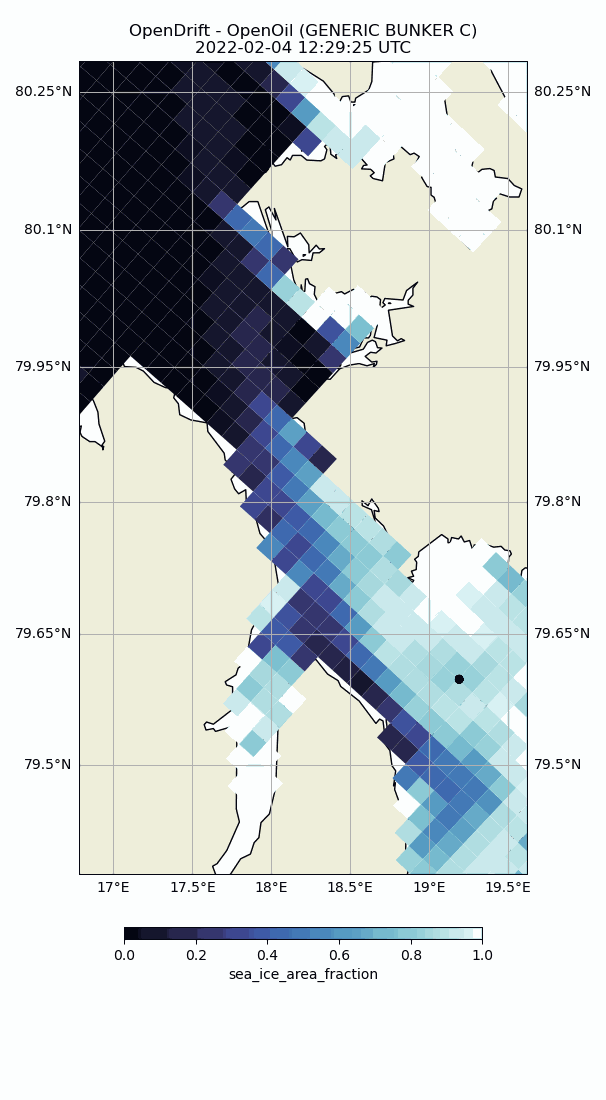 OpenDrift - OpenOil (GENERIC BUNKER C)
2022-02-04 12:29:25 UTC
80.25°N 80.25°N
80.1°N 80.1°N
79.95°N 79.95°N
79.8°N 79.8°N
79.65°N 79.65°N
79.5°N 79.5°N
17°E 17.5°E 18°E 18.5°E 19°E 19.5°E
0.0 0.2 0.4 0.6 0.8 1.0
sea_ice_area_fraction